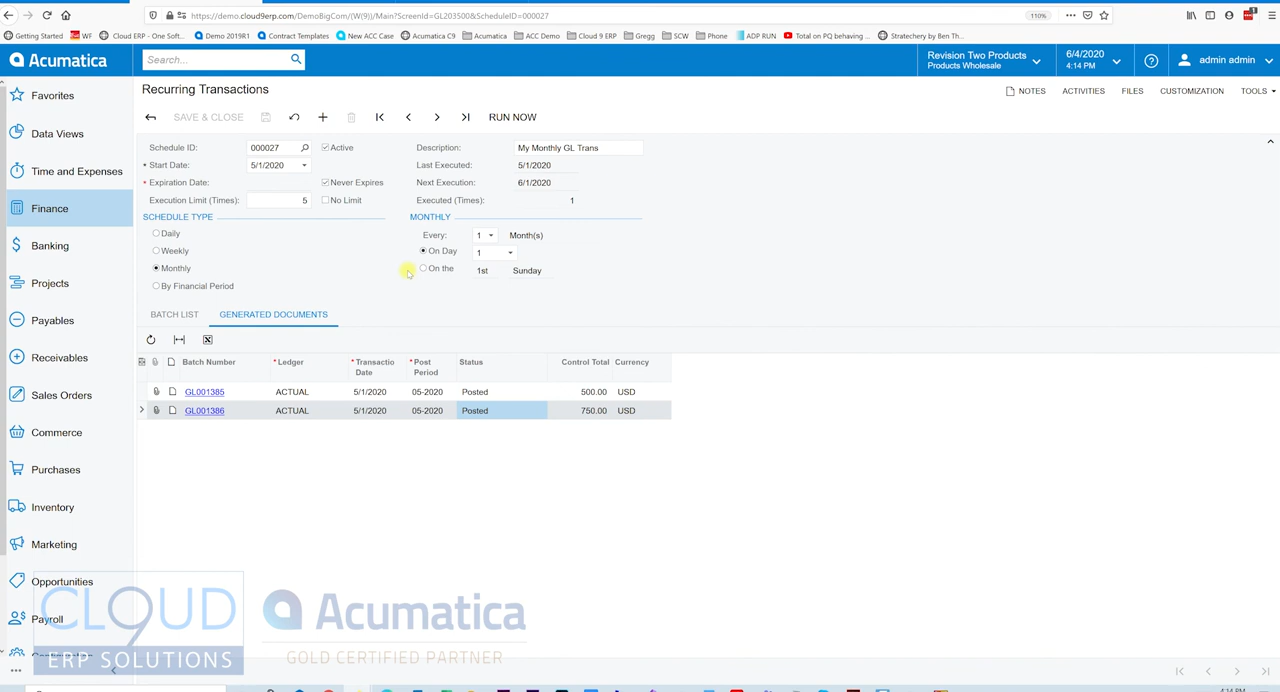 https://demo.cloud9erp.com/DemoBigCom/(W(9))/Main?ScreenId=GL203500&ScheduleID=000027
110%
Getting Started
WF
Cloud ERP - One Soft...
Demo 2019R1
Contract Templates
New ACC Case
Acumatica C9
Acumatica
ACC Demo
Cloud 9 ERP
Gregg
SCW
Phone
ADP RUN
Total on PQ behaving ...
Stratechery by Ben Th...
Acumatica
Search...
Revision Two Products
Products Wholesale
6/4/2020
4:14 PM
admin admin
Favorites
Data Views
Time and Expenses
Finance
Banking
Projects
Payables
Receivables
Sales Orders
Commerce
Purchases
Inventory
Marketing
Opportunities
Payroll
Recurring Transactions
NOTES ACTIVITIES FILES CUSTOMIZATION TOOLS
SAVE & CLOSE RUN NOW
Schedule ID: 000027 Active Description: My Monthly GL Trans
* Start Date: 5/1/2020 Last Executed: 5/1/2020
* Expiration Date: Never Expires Next Execution: 6/1/2020
Execution Limit (Times): 5 No Limit Executed (Times): 1
SCHEDULE TYPE MONTHLY
Daily Every: 1 Month(s)
Weekly On Day 1
Monthly On the 1st Sunday
By Financial Period
BATCH LIST GENERATED DOCUMENTS
Batch Number * Ledger * Transactio Date * Post Period Status Control Total Currency
GL001385 ACTUAL 5/1/2020 05-2020 Posted 500.00 USD
GL001386 ACTUAL 5/1/2020 05-2020 Posted 750.00 USD
CLOUD 9
ERP SOLUTIONS
Acumatica
GOLD CERTIFIED PARTNER
4:14 PM